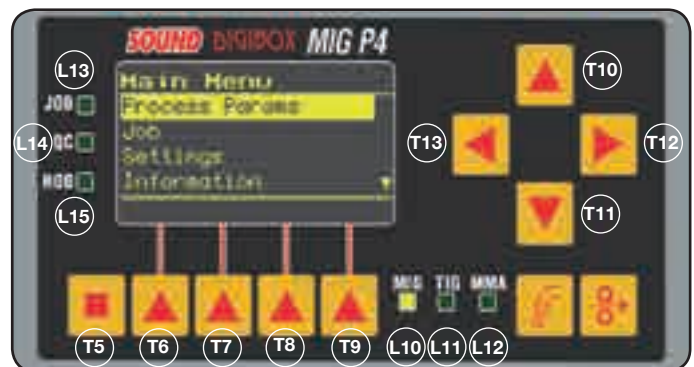 SOUND DIGIBOX MIG P4
L13
T10
Main Menu
JOB
Process Params
L14
QC
Job
T13
T12
Settings
Information
L15
T11
MIG TIG MMA
T5 T6 T7 T8 T9
L10 L11 L12